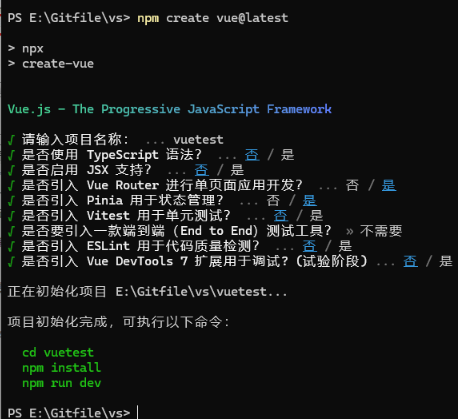 PS E:\Gitfile\vs> npm create vue@latest
> npx
> create-vue
Vue.js - The Progressive JavaScript Framework
√ 请输入项目名称: ... vuetest
√ 是否使用 TypeScript 语法? ... 否 / 是
√ 是否启用 JSX 支持? ... 否 / 是
√ 是否引入 Vue Router 进行单页面应用开发? ... 否 / 是
√ 是否引入 Pinia 用于状态管理? ... 否 / 是
√ 是否引入 Vitest 用于单元测试? ... 否 / 是
√ 是否要引入一款端到端 (End to End) 测试工具? » 不需要
√ 是否引入 ESLint 用于代码质量检测? ... 否 / 是
√ 是否引入 Vue DevTools 7 扩展用于调试? (试验阶段) ... 否 / 是
正在初始化项目 E:\Gitfile\vs\vuetest...
项目初始化完成，可执行以下命令:
cd vuetest
npm install
npm run dev
PS E:\Gitfile\vs>